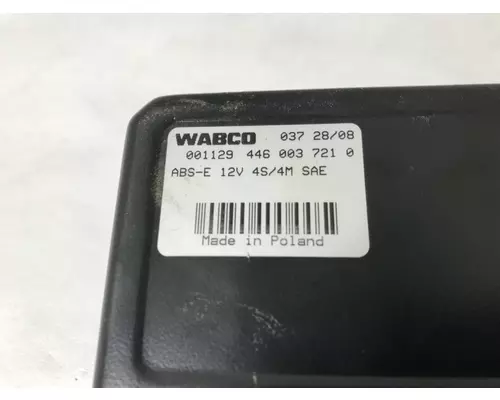 WABCO 037 28/08
001129 446 003 721 0
ABS-E 12V 4S/4M SAE
Made in Poland